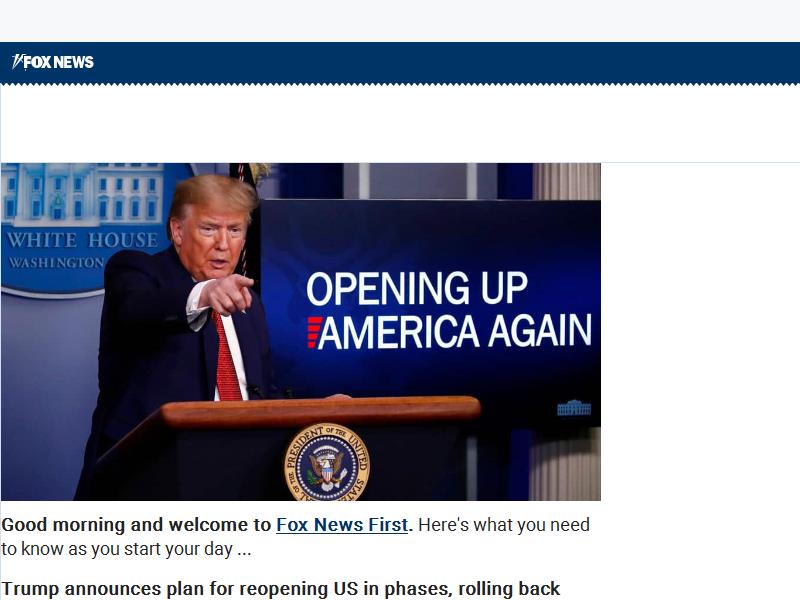 FOX NEWS
WHITE HOUSE
WASHINGTON
OPENING UP
AMERICA AGAIN
PRESIDENT OF THE UNITED
Good morning and welcome to Fox News First. Here's what you need
to know as you start your day ...
Trump announces plan for reopening US in phases, rolling back